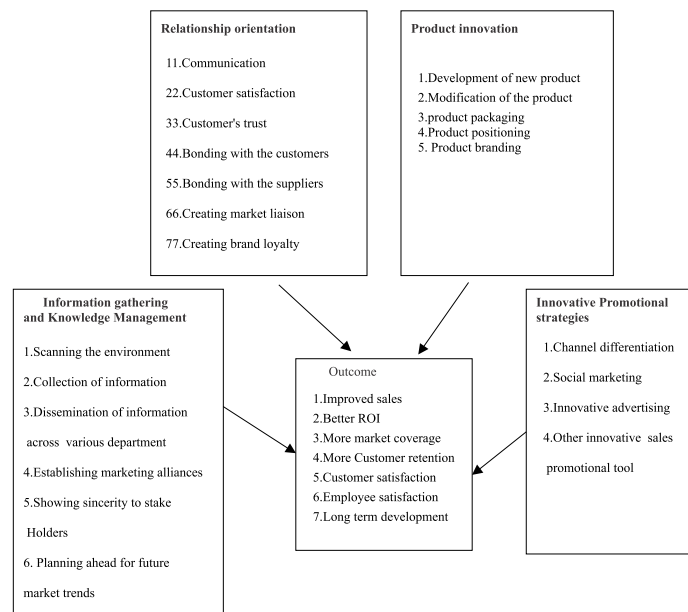 Relationship orientation
11.Communication
22.Customer satisfaction
33.Customer's trust
44.Bonding with the customers
55.Bonding with the suppliers
66.Creating market liaison
77.Creating brand loyalty
Product innovation
1.Development of new product
2.Modification of the product
3.product packaging
4.Product positioning
5. Product branding
Information gathering
and Knowledge Management
1.Scanning the environment
2.Collection of information
3.Dissemination of information
across various department
4.Establishing marketing alliances
5.Showing sincerity to stake
Holders
6. Planning ahead for future
market trends
Outcome
1.Improved sales
2.Better ROI
3.More market coverage
4.More Customer retention
5.Customer satisfaction
6.Employee satisfaction
7.Long term development
Innovative Promotional
strategies
1.Channel differentiation
2.Social marketing
3.Innovative advertising
4.Other innovative sales
promotional tool